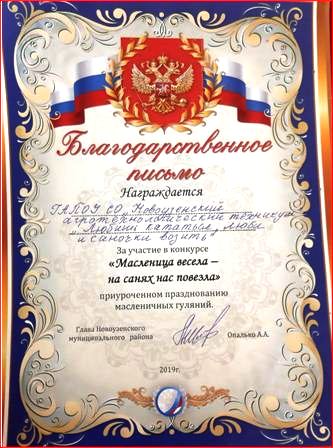 Благодарственное
письмо
Награждается
ГАПОУ СО „Новоузенский
агротехнологический техникум"
„Любишь кататься, люби
и саночки возить"
За участие в конкурсе
«Масленица весела –
на санях нас повезла»
приуроченном празднованию
масленичных гуляний.
Глава Новоузенского
муниципального района
Опалько А.А.
2019г.